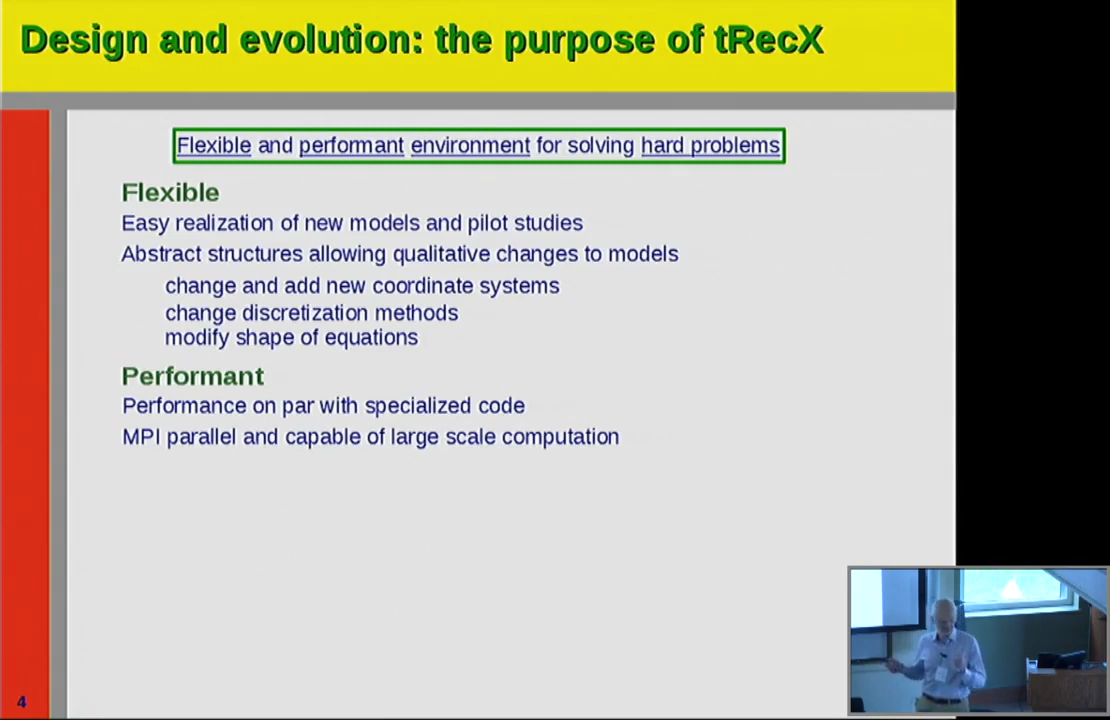 Design and evolution: the purpose of tRecX
Flexible and performant environment for solving hard problems
Flexible
Easy realization of new models and pilot studies
Abstract structures allowing qualitative changes to models
change and add new coordinate systems
change discretization methods
modify shape of equations
Performant
Performance on par with specialized code
MPI parallel and capable of large scale computation
4